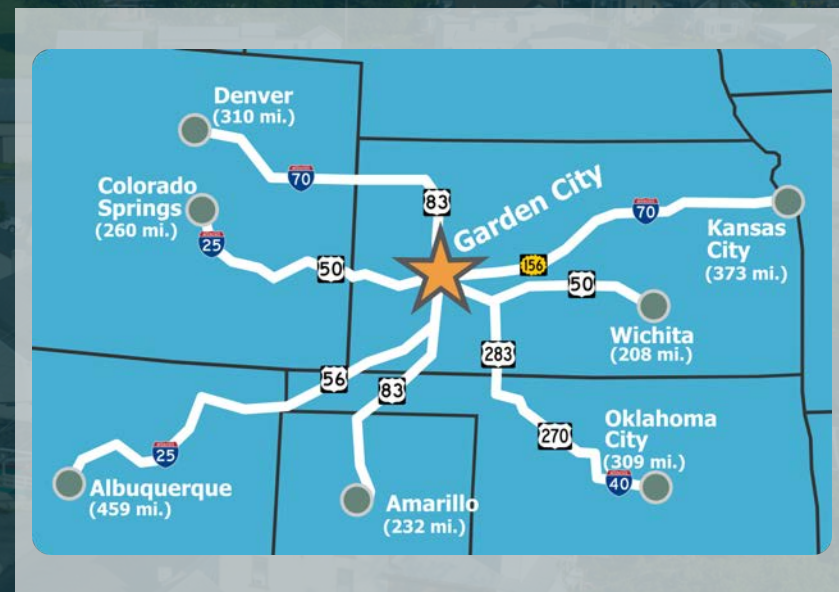 Denver
(310 mi.)
70
83
Garden City
Colorado
Springs
(260 mi.)
25
50
156
70
Kansas
City
(373 mi.)
50
Wichita
(208 mi.)
283
56
83
270
Oklahoma
City
(309 mi.)
40
25
Albuquerque
(459 mi.)
Amarillo
(232 mi.)